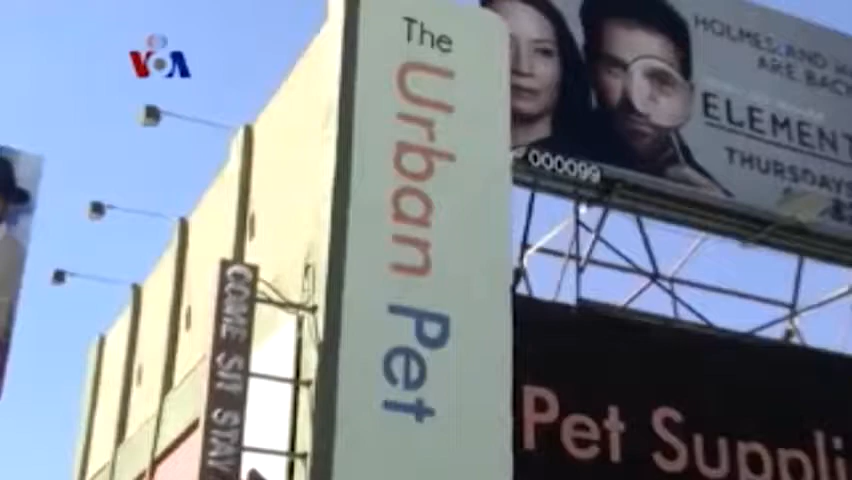 VOA
The
Urban Pet
HOLMES AND
ARE BACK
ELEMENT
THURSDAYS
000099
COME SIT STAY
Pet Suppli